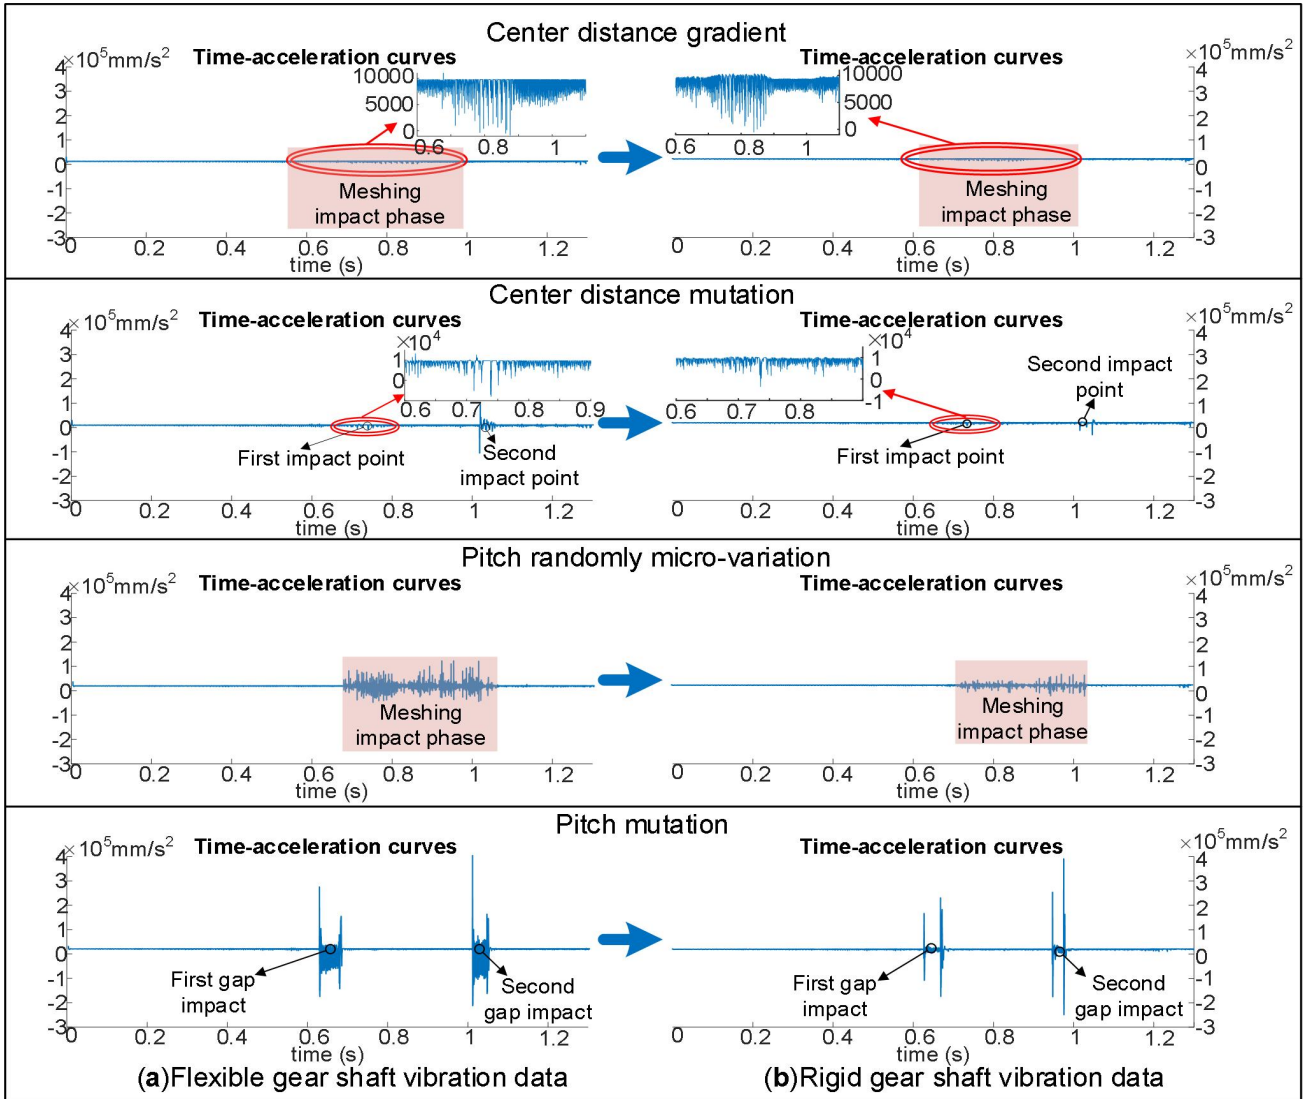 Center distance gradient
×10⁵mm/s²
Time-acceleration curves
4
3
2
1
0
-1
-2
-3
10000
5000
0
0.6
0.8
1
Meshing
impact phase
0 0.2 0.4 0.6 0.8 1 1.2
time (s)
Time-acceleration curves
×10⁵mm/s²
10000
5000
0
0.6 0.8 1
4
3
2
1
0
-1
-2
-3
Meshing
impact phase
0 0.2 0.4 0.6 0.8 1 1.2
time (s)
Center distance mutation
×10⁵mm/s²
Time-acceleration curves
4
3
2
1
0
-1
-2
-3
×10⁴
1
0
0.6 0.7 0.8 0.9
First impact point
Second
impact point
0 0.2 0.4 0.6 0.8 1 1.2
time (s)
Time-acceleration curves
×10⁵mm/s²
×10⁴
1
0
-1
0.6 0.7 0.8
4
3
2
1
0
-1
-2
-3
Second impact
point
First impact point
0 0.2 0.4 0.6 0.8 1 1.2
time (s)
Pitch randomly micro-variation
×10⁵mm/s²
Time-acceleration curves
4
3
2
1
0
-1
-2
-3
Meshing
impact phase
0 0.2 0.4 0.6 0.8 1 1.2
time (s)
Time-acceleration curves
×10⁵mm/s²
4
3
2
1
0
-1
-2
-3
Meshing
impact phase
0 0.2 0.4 0.6 0.8 1 1.2
time (s)
Pitch mutation
×10⁵mm/s²
Time-acceleration curves
4
3
2
1
0
-1
-2
-3
First gap
impact
Second
gap impact
0 0.2 0.4 0.6 0.8 1 1.2
time (s)
Time-acceleration curves
×10⁵mm/s²
4
3
2
1
0
-1
-2
-3
First gap
impact
Second
gap impact
0 0.2 0.4 0.6 0.8 1 1.2
time (s)
(a)Flexible gear shaft vibration data
(b)Rigid gear shaft vibration data